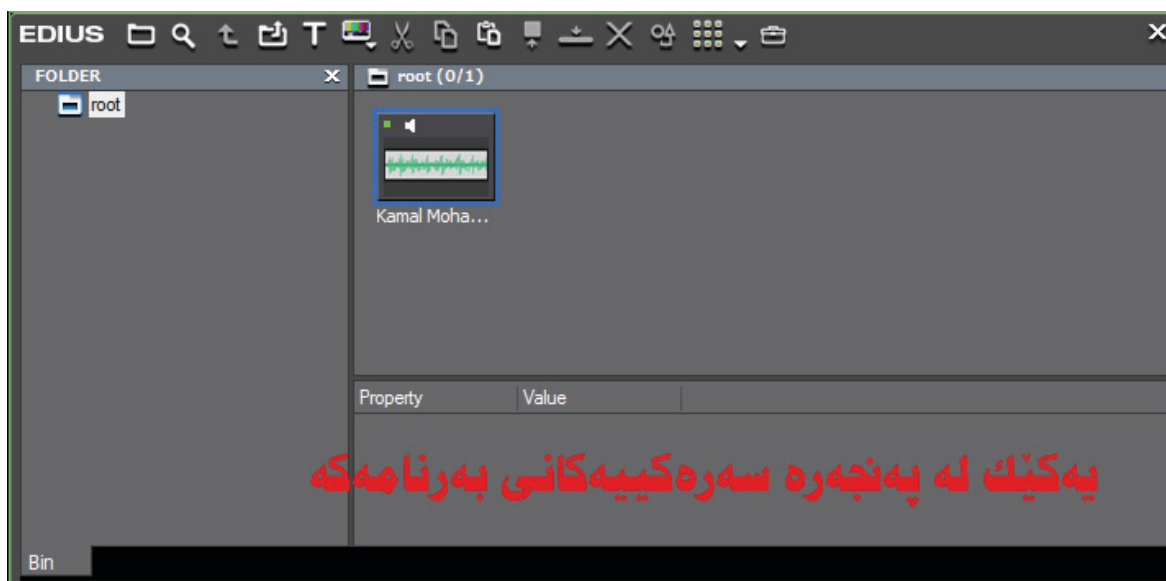 EDIUS T
FOLDER
root (0/1)
root
Kamal Moha...
Property Value
یەکێك لە پەنجەرە سەرەکییەکانی بەرنامەکە
Bin